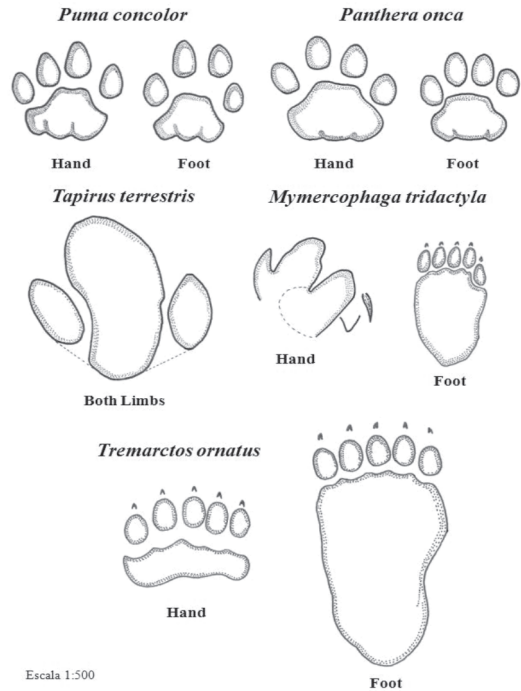 Puma concolor Panthera onca
Hand Foot Hand Foot
Tapirus terrestris Mymercophaga tridactyla
Hand
Foot
Both Limbs
Tremarctos ornatus
Hand
Escala 1:500
Foot